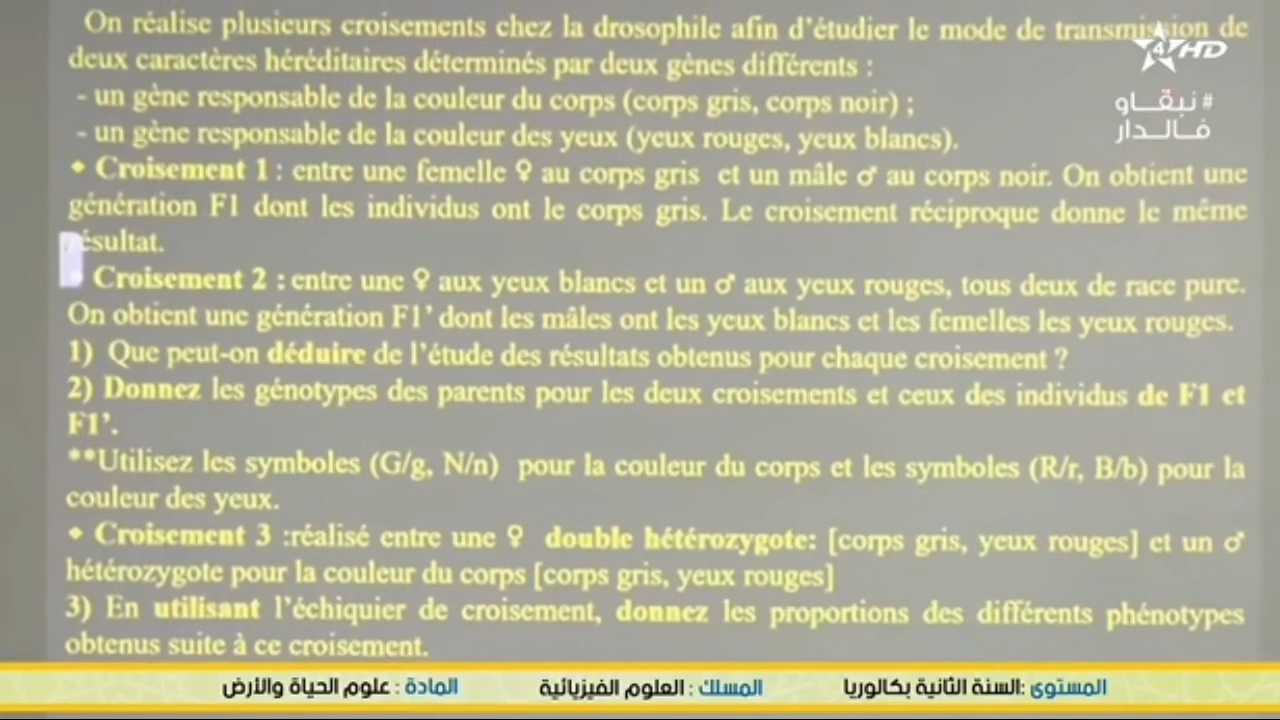 On réalise plusieurs croisements chez la drosophile afin d'étudier le mode de transmission de
deux caractères héréditaires déterminés par deux gènes différents :
- un gène responsable de la couleur du corps (corps gris, corps noir) ;
- un gène responsable de la couleur des yeux (yeux rouges, yeux blancs).
• Croisement 1 : entre une femelle ♀ au corps gris et un mâle ♂ au corps noir. On obtient une
génération F1 dont les individus ont le corps gris. Le croisement réciproque donne le même
résultat.
• Croisement 2 : entre une ♀ aux yeux blancs et un ♂ aux yeux rouges, tous deux de race pure.
On obtient une génération F1' dont les mâles ont les yeux blancs et les femelles les yeux rouges.
1) Que peut-on déduire de l'étude des résultats obtenus pour chaque croisement ?
2) Donnez les génotypes des parents pour les deux croisements et ceux des individus de F1 et
F1'.
**Utilisez les symboles (G/g, N/n) pour la couleur du corps et les symboles (R/r, B/b) pour la
couleur des yeux.
• Croisement 3 :réalisé entre une ♀ double hétérozygote: [corps gris, yeux rouges] et un ♂
hétérozygote pour la couleur du corps [corps gris, yeux rouges]
3) En utilisant l'échiquier de croisement, donnez les proportions des différents phénotypes
obtenus suite à ce croisement.
4 HD
#نبقاو
فالدار
المستوى :السنة الثانية بكالوريا
المسلك : العلوم الفيزيائية
المادة : علوم الحياة والأرض